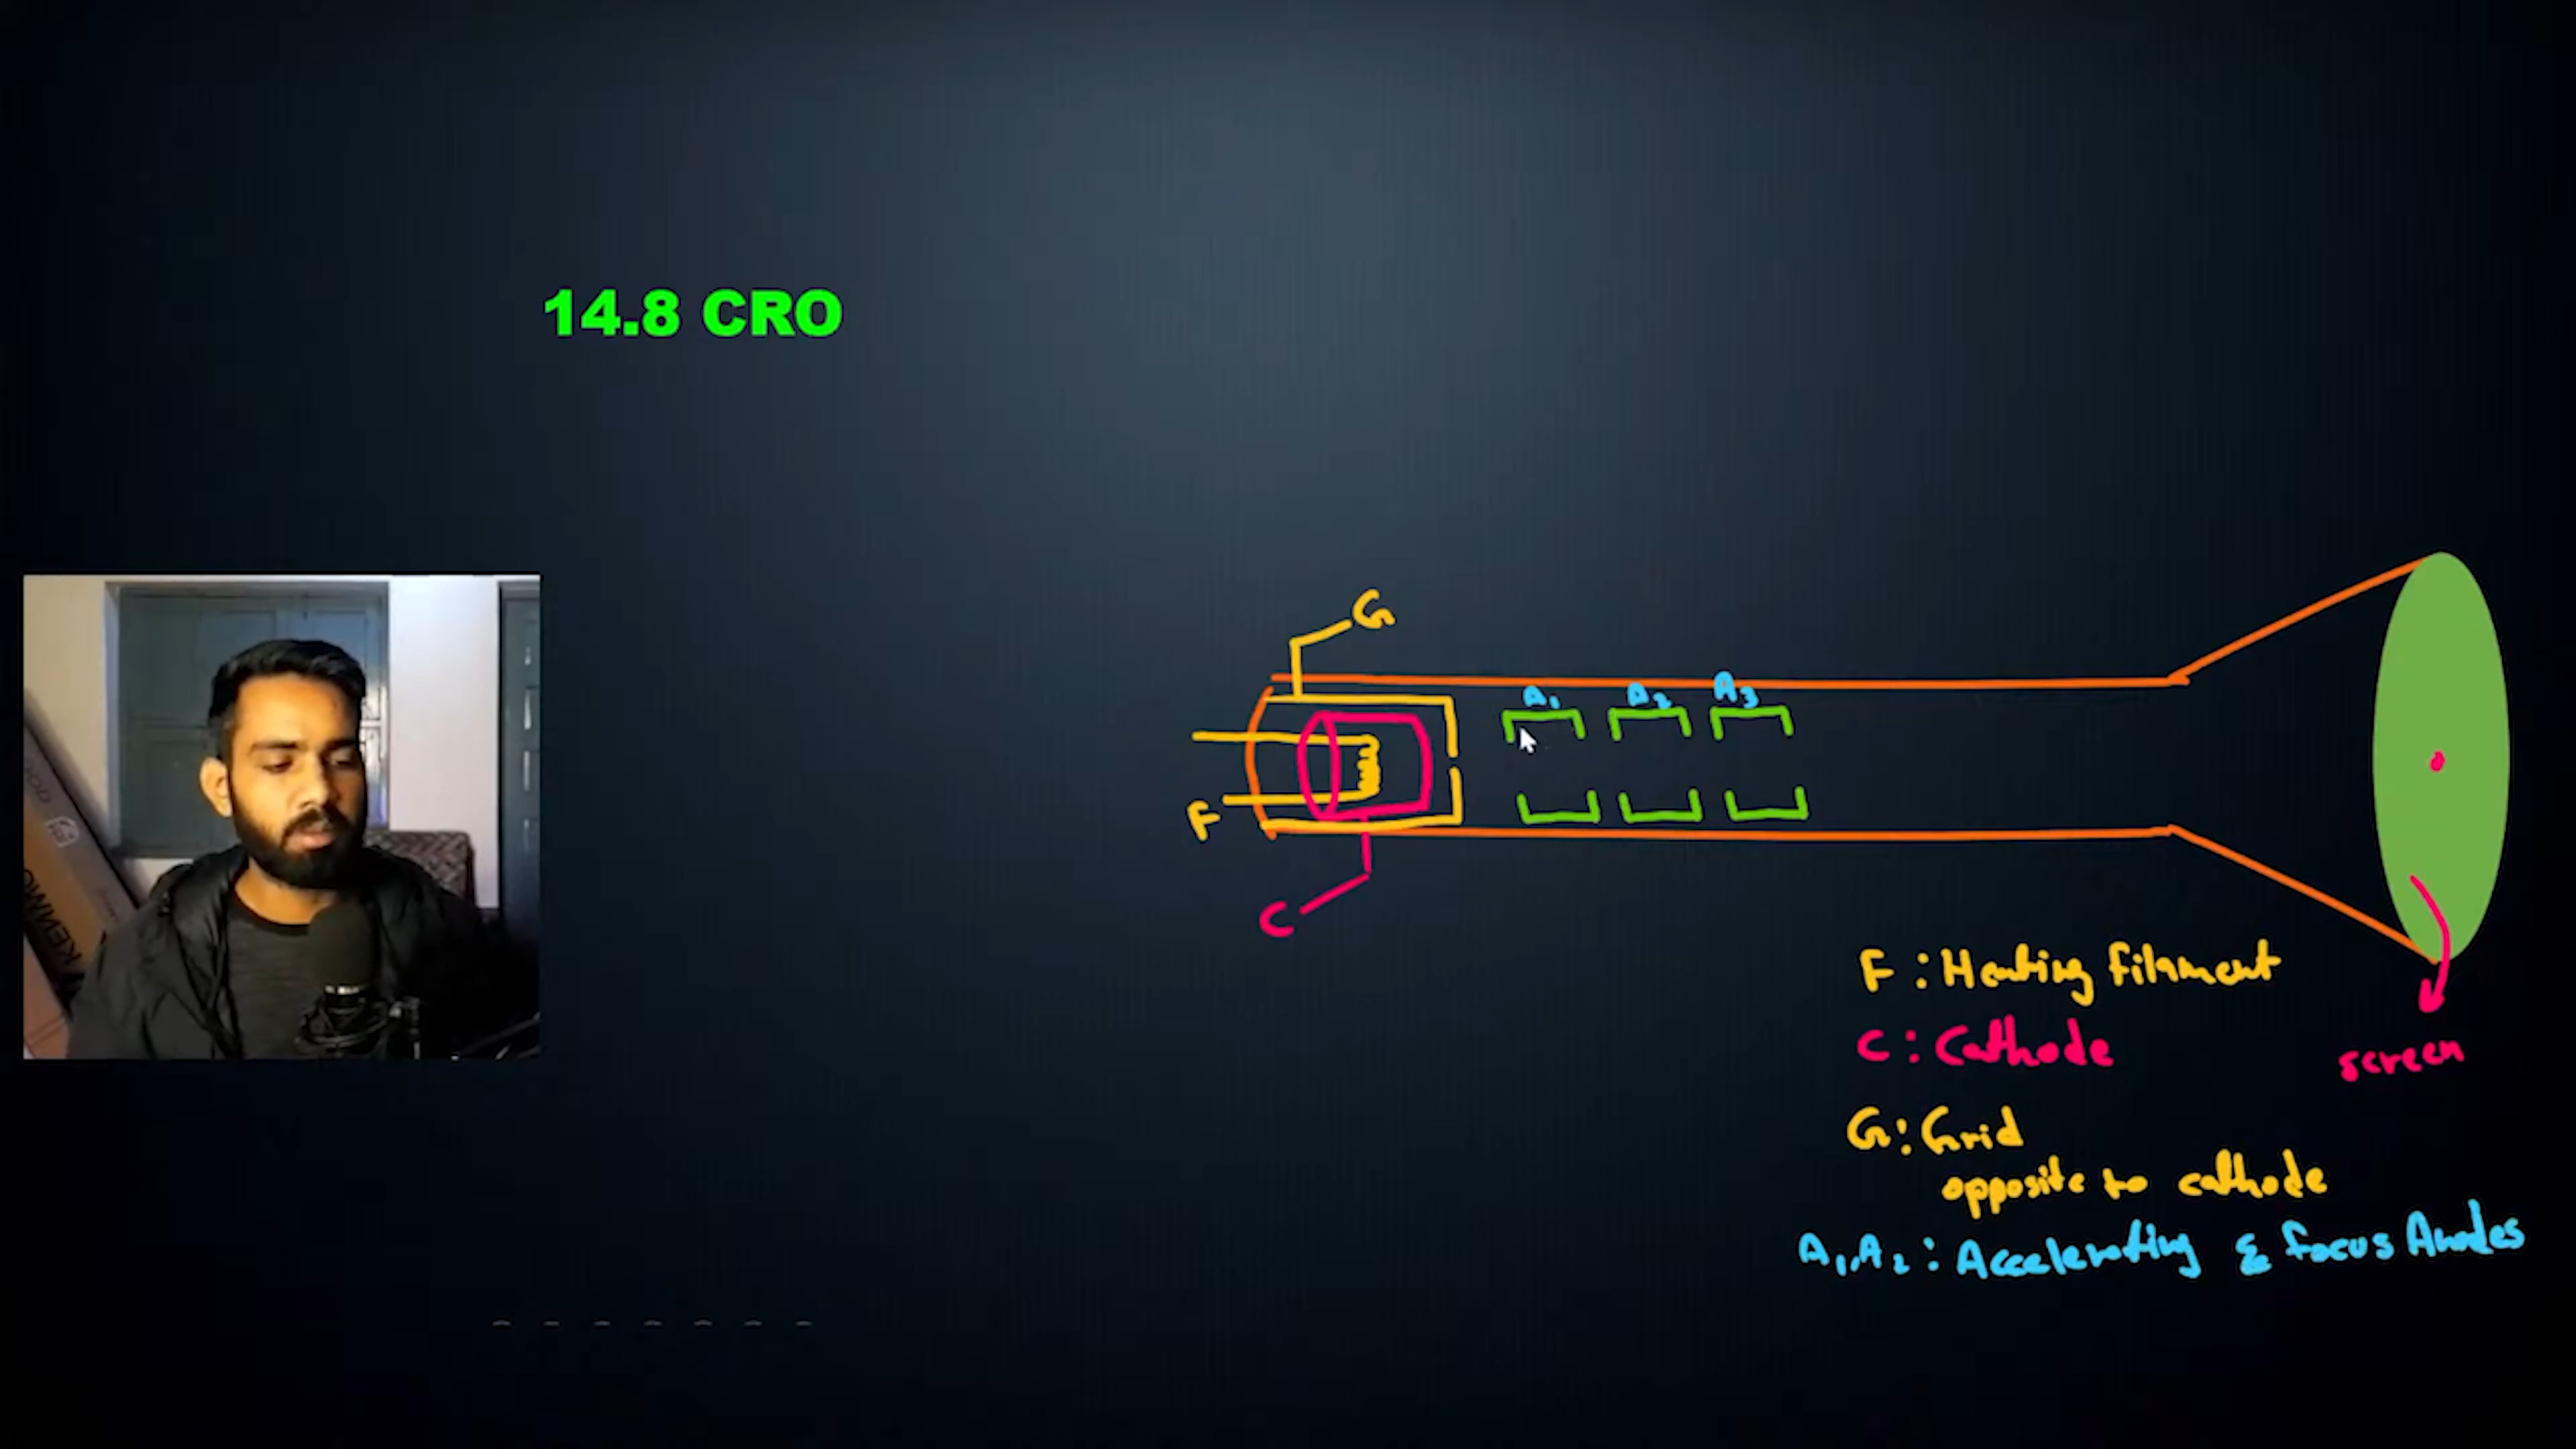 14.8 CRO
G
A₁ A₂ A₃
F
C
F : Heating filament
C : Cathode
screen
G : Grid
opposite to cathode
A₁,A₂ : Accelerating & focus Anodes